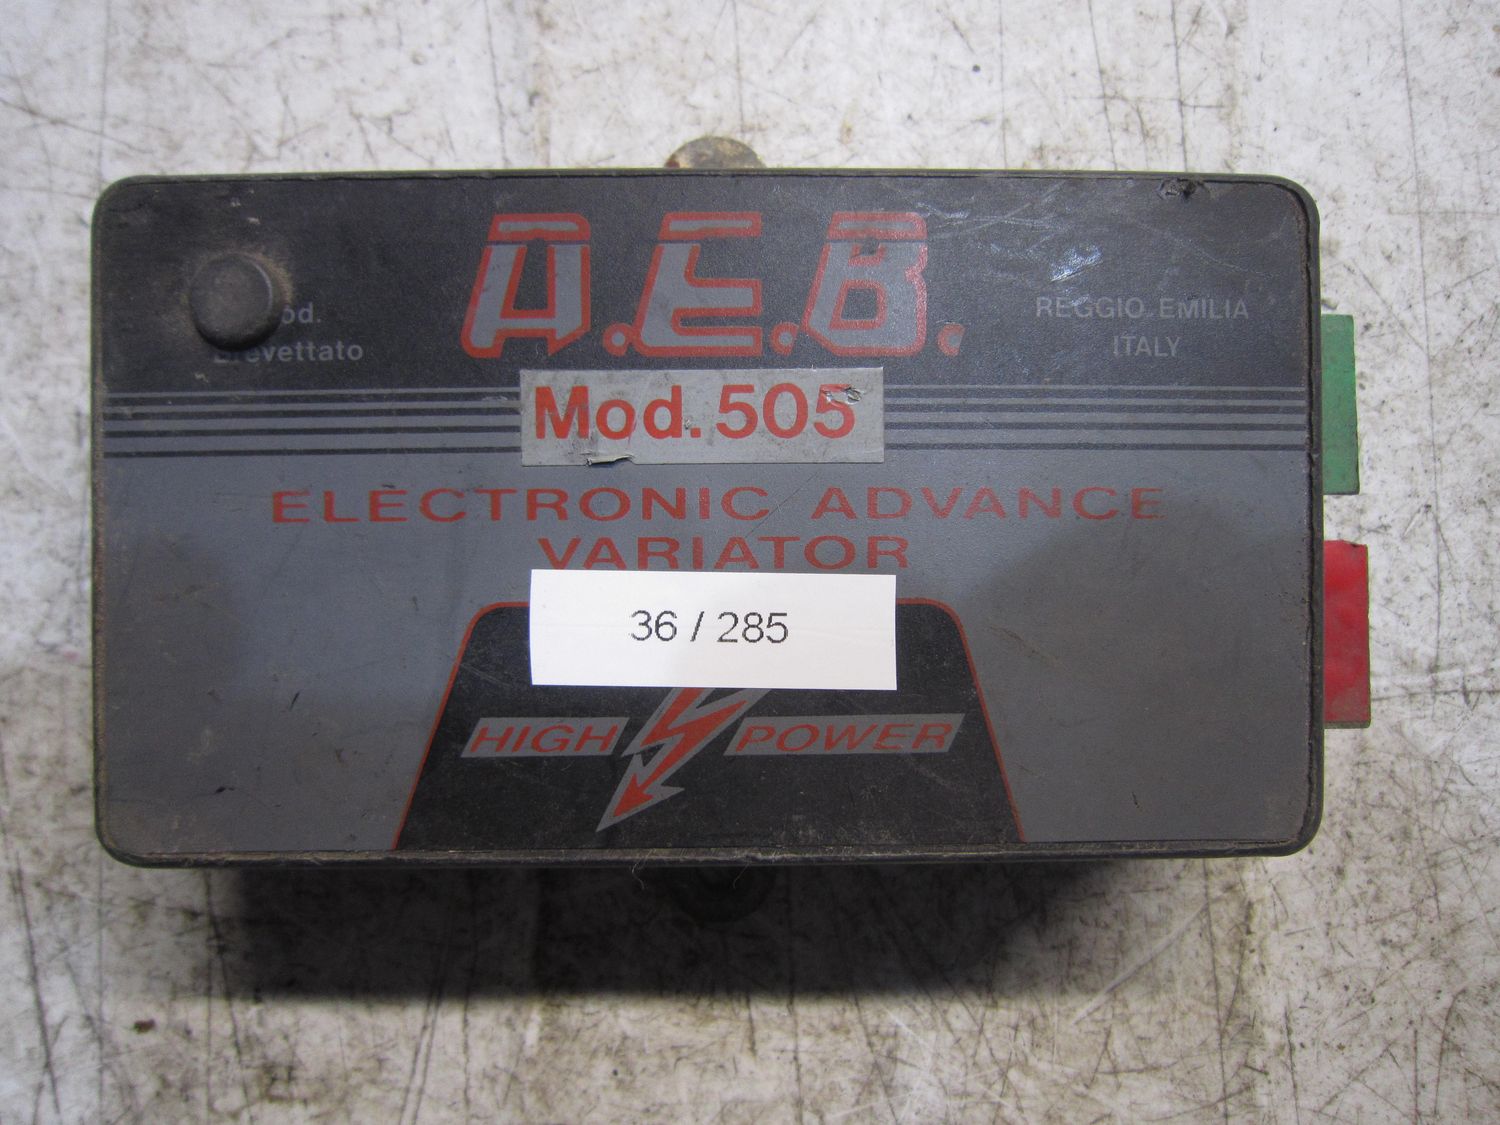 A.E.B.
Brevettato
REGGIO EMILIA
ITALY
Mod. 505
ELECTRONIC ADVANCE
VARIATOR
36 / 285
HIGH POWER